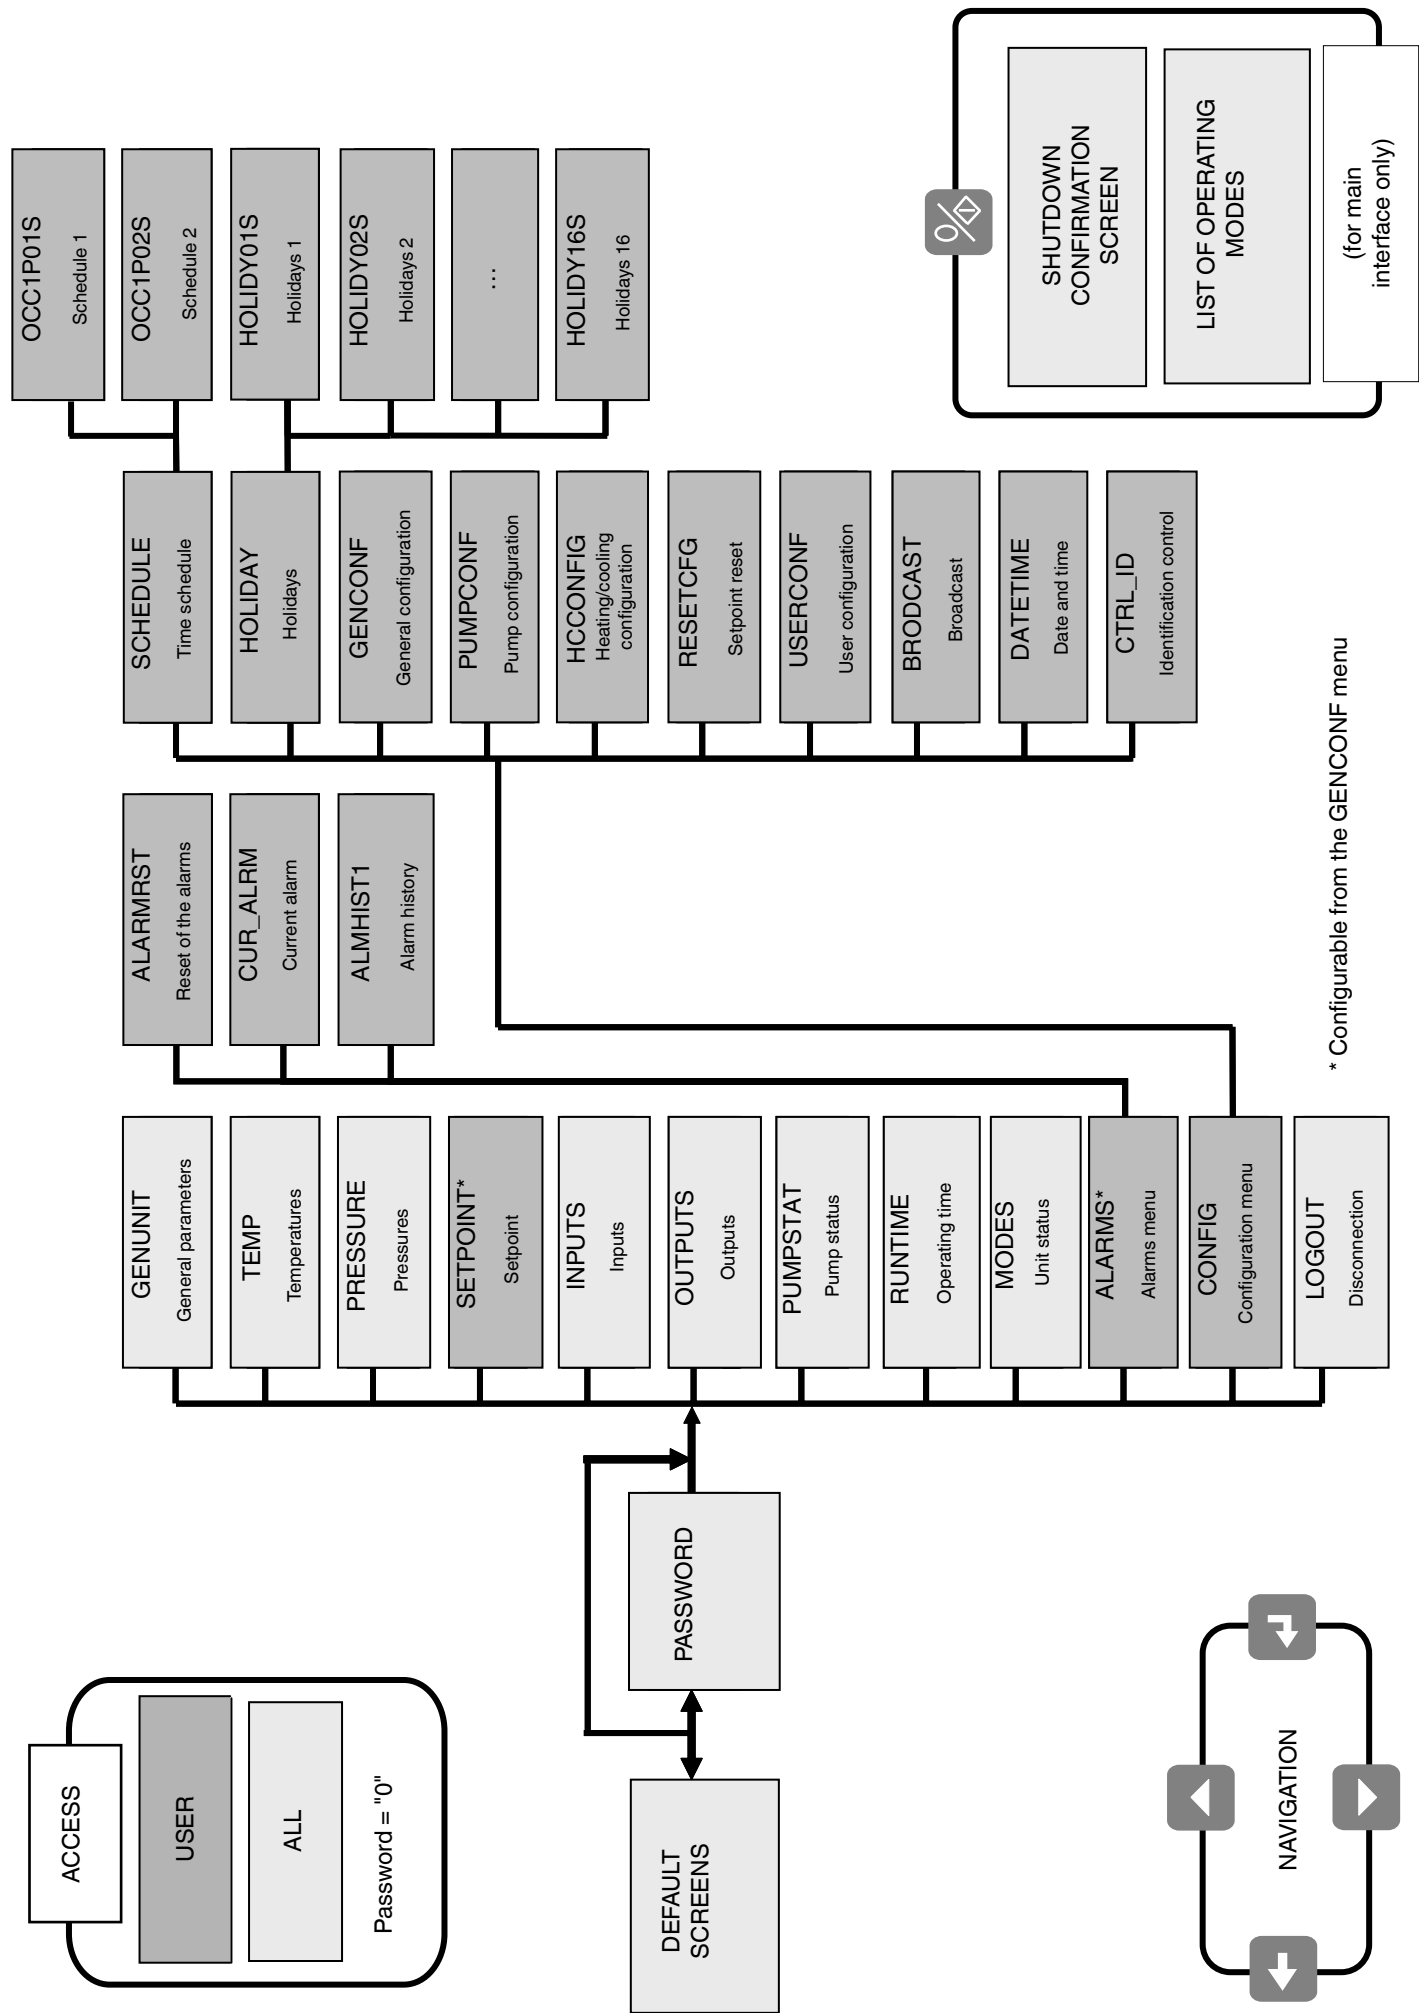 ACCESS
USER
ALL
Password = "0"
DEFAULT
SCREENS
PASSWORD
NAVIGATION
GENUNIT
General parameters
TEMP
Temperatures
PRESSURE
Pressures
SETPOINT*
Setpoint
INPUTS
Inputs
OUTPUTS
Outputs
PUMPSTAT
Pump status
RUNTIME
Operating time
MODES
Unit status
ALARMS*
Alarms menu
CONFIG
Configuration menu
LOGOUT
Disconnection
ALARMRST
Reset of the alarms
CUR_ALRM
Current alarm
ALMHIST1
Alarm history
SCHEDULE
Time schedule
HOLIDAY
Holidays
GENCONF
General configuration
PUMPCONF
Pump configuration
HCCONFIG
Heating/cooling
configuration
RESETCFG
Setpoint reset
USERCONF
User configuration
BRODCAST
Broadcast
DATETIME
Date and time
CTRL_ID
Identification control
OCC1P01S
Schedule 1
OCC1P02S
Schedule 2
HOLIDY01S
Holidays 1
HOLIDY02S
Holidays 2
...
HOLIDY16S
Holidays 16
* Configurable from the GENCONF menu
SHUTDOWN
CONFIRMATION
SCREEN
LIST OF OPERATING
MODES
(for main
interface only)